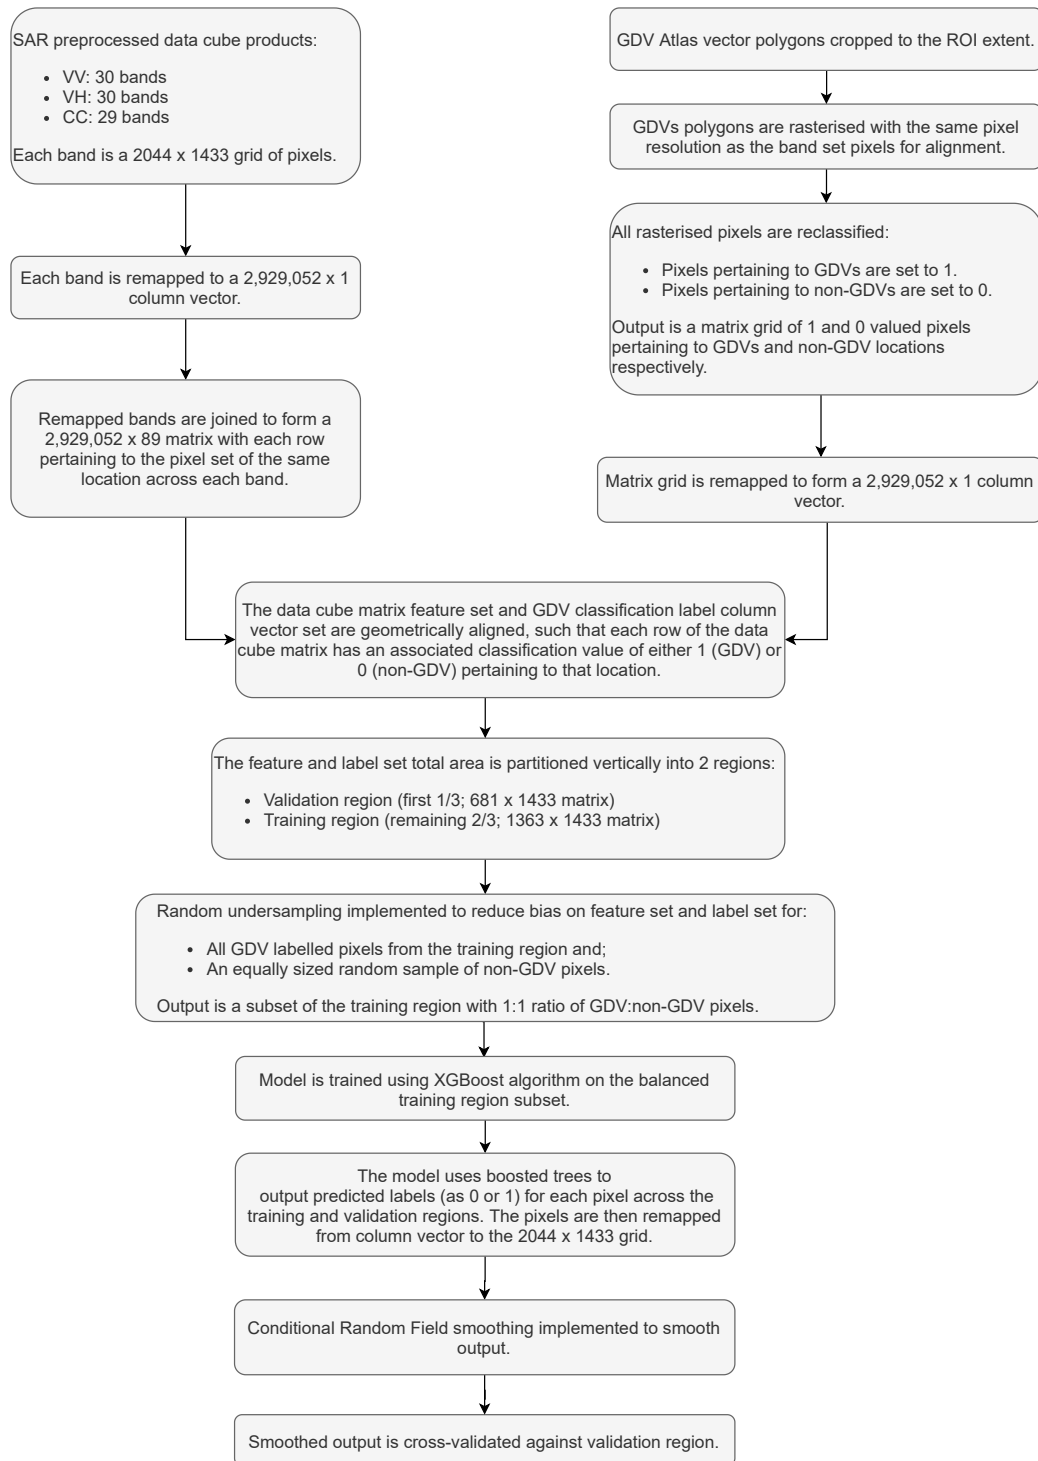 SAR preprocessed data cube products:
• VV: 30 bands
• VH: 30 bands
• CC: 29 bands
Each band is a 2044 x 1433 grid of pixels.
Each band is remapped to a 2,929,052 x 1
column vector.
Remapped bands are joined to form a
2,929,052 x 89 matrix with each row
pertaining to the pixel set of the same
location across each band.
GDV Atlas vector polygons cropped to the ROI extent.
GDVs polygons are rasterised with the same pixel
resolution as the band set pixels for alignment.
All rasterised pixels are reclassified:
• Pixels pertaining to GDVs are set to 1.
• Pixels pertaining to non-GDVs are set to 0.
Output is a matrix grid of 1 and 0 valued pixels
pertaining to GDVs and non-GDV locations
respectively.
Matrix grid is remapped to form a 2,929,052 x 1 column
vector.
The data cube matrix feature set and GDV classification label column
vector set are geometrically aligned, such that each row of the data
cube matrix has an associated classification value of either 1 (GDV) or
0 (non-GDV) pertaining to that location.
The feature and label set total area is partitioned vertically into 2 regions:
• Validation region (first 1/3; 681 x 1433 matrix)
• Training region (remaining 2/3; 1363 x 1433 matrix)
Random undersampling implemented to reduce bias on feature set and label set for:
• All GDV labelled pixels from the training region and;
• An equally sized random sample of non-GDV pixels.
Output is a subset of the training region with 1:1 ratio of GDV:non-GDV pixels.
Model is trained using XGBoost algorithm on the balanced
training region subset.
The model uses boosted trees to
output predicted labels (as 0 or 1) for each pixel across the
training and validation regions. The pixels are then remapped
from column vector to the 2044 x 1433 grid.
Conditional Random Field smoothing implemented to smooth
output.
Smoothed output is cross-validated against validation region.